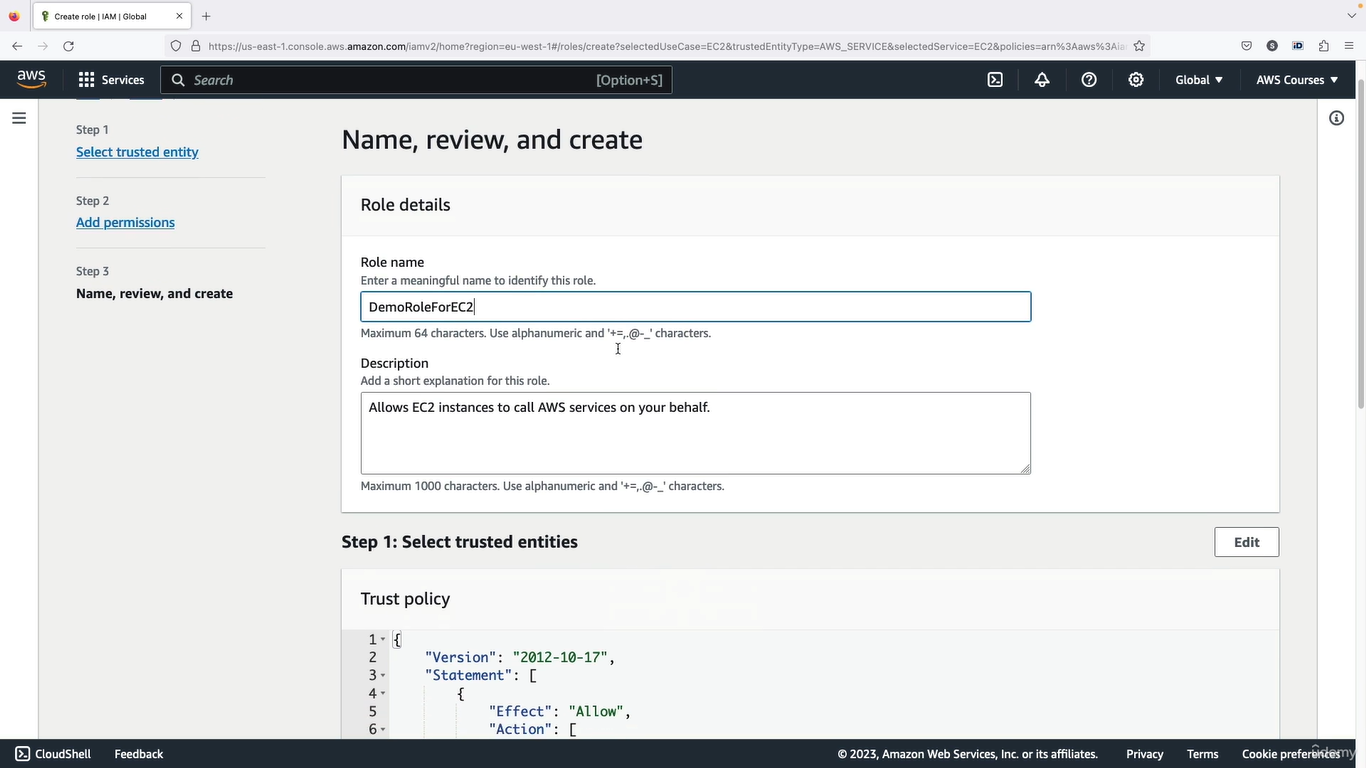 Create role | IAM | Global
https://us-east-1.console.aws.amazon.com/iamv2/home?region=eu-west-1#/roles/create?selectedUseCase=EC2&trustedEntityType=AWS_SERVICE&selectedService=EC2&policies=arn%3Aaws%3Aiar
aws Services Search [Option+S] Global AWS Courses
Step 1
Select trusted entity
Step 2
Add permissions
Step 3
Name, review, and create
Name, review, and create
Role details
Role name
Enter a meaningful name to identify this role.
DemoRoleForEC2
Maximum 64 characters. Use alphanumeric and '+=,.@-_' characters.
Description
Add a short explanation for this role.
Allows EC2 instances to call AWS services on your behalf.
Maximum 1000 characters. Use alphanumeric and '+=,.@-_' characters.
Step 1: Select trusted entities
Edit
Trust policy
1 {
2 "Version": "2012-10-17",
3 "Statement": [
4 {
5 "Effect": "Allow",
6 "Action": [
CloudShell Feedback © 2023, Amazon Web Services, Inc. or its affiliates. Privacy Terms Cookie preferences
Udemy